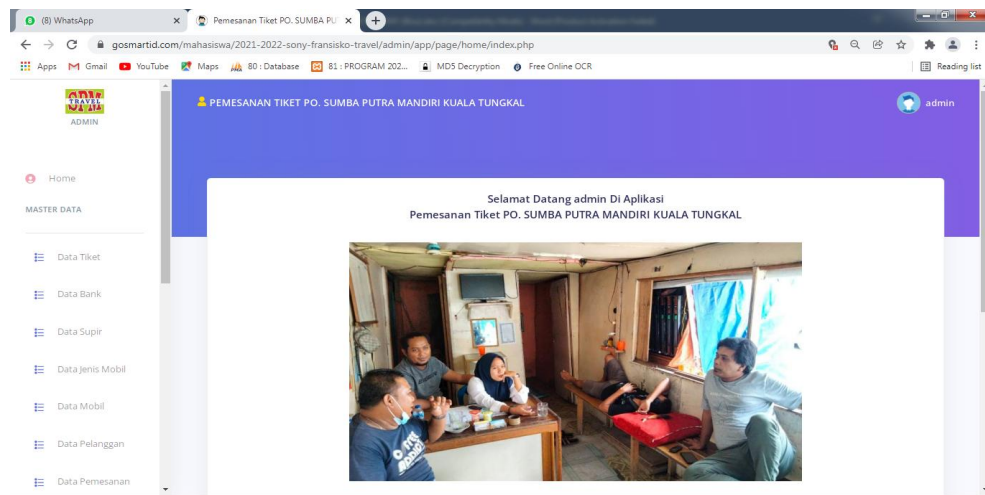 (8) WhatsApp
Pemesanan Tiket PO. SUMBA PU
gosmartid.com/mahasiswa/2021-2022-sony-fransisko-travel/admin/app/page/home/index.php
Apps
Gmail
YouTube
Maps
80 : Database
81 : PROGRAM 202...
MD5 Decryption
Free Online OCR
Reading list
SPM
TRAVEL
ADMIN
PEMESANAN TIKET PO. SUMBA PUTRA MANDIRI KUALA TUNGKAL
admin
Home
MASTER DATA
Data Tiket
Data Bank
Data Supir
Data Jenis Mobil
Data Mobil
Data Pelanggan
Data Pemesanan
Selamat Datang admin Di Aplikasi
Pemesanan Tiket PO. SUMBA PUTRA MANDIRI KUALA TUNGKAL